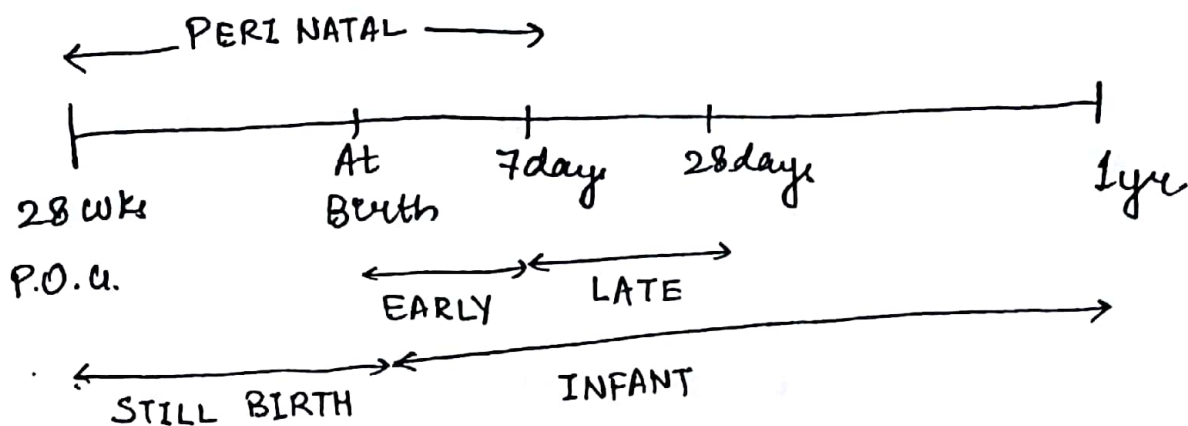 PERI NATAL
At 7days 28days 1yr
28 wks Birth
P.O.G.
EARLY LATE
STILL BIRTH INFANT